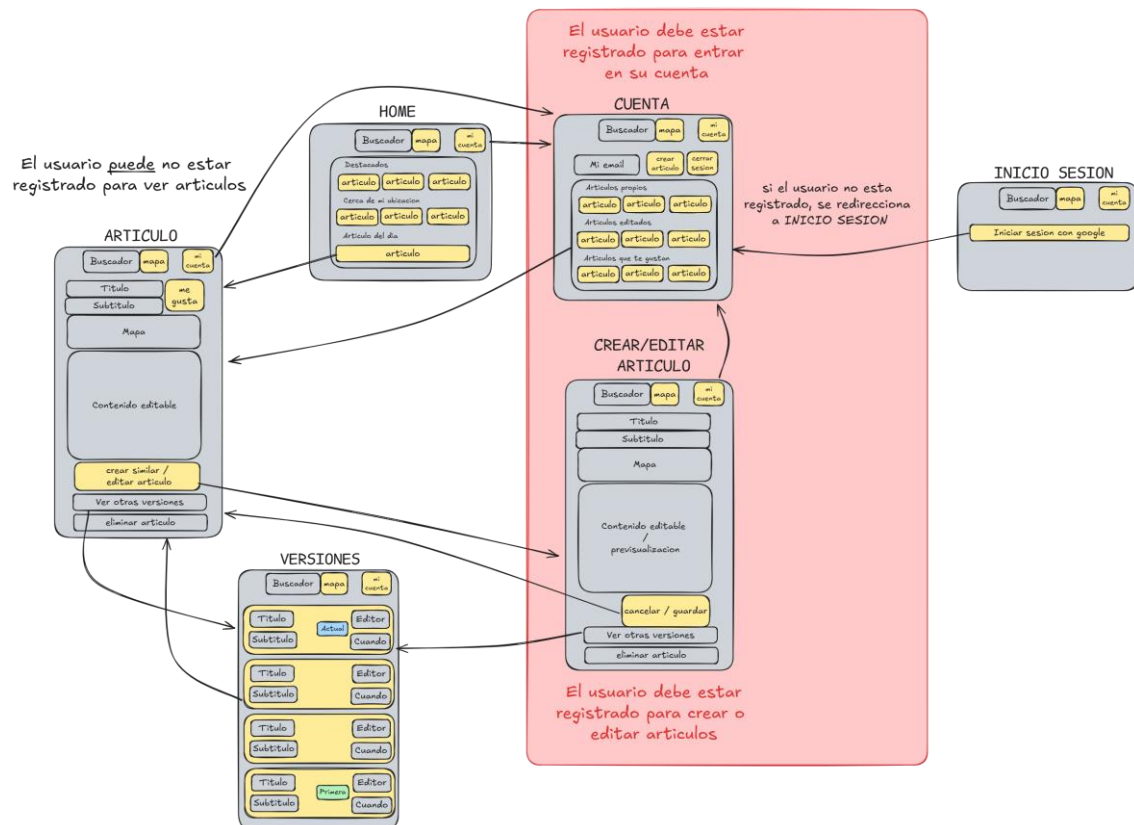 El usuario debe estar
registrado para entrar
en su cuenta
CUENTA
Buscador mapa mi
cuenta
Mi email crear
articulo cerrar
sesion
Articulos propios
articulo articulo articulo
Articulos editados
articulo articulo articulo
Articulos que te gustan
articulo articulo articulo
HOME
Buscador mapa mi
cuenta
Destacados
articulo articulo articulo
Cerca de mi ubicacion
articulo articulo articulo
Articulo del dia
articulo
El usuario puede no estar
registrado para ver articulos
INICIO SESION
Buscador mapa mi
cuenta
Iniciar sesion con google
si el usuario no esta
registrado, se redirecciona
a INICIO SESION
ARTICULO
Buscador mapa mi
cuenta
Titulo
Subtitulo
me
gusta
Mapa
Contenido editable
crear similar /
editar articulo
Ver otras versiones
eliminar articulo
CREAR/EDITAR
ARTICULO
Buscador mapa mi
cuenta
Titulo
Subtitulo
Mapa
Contenido editable
/
previsualizacion
cancelar / guardar
Ver otras versiones
eliminar articulo
El usuario debe estar
registrado para crear o
editar articulos
VERSIONES
Buscador mapa mi
cuenta
Titulo Actual Editor
Subtitulo Cuando
Titulo Editor
Subtitulo Cuando
Titulo Editor
Subtitulo Cuando
Titulo Primera Editor
Subtitulo Cuando